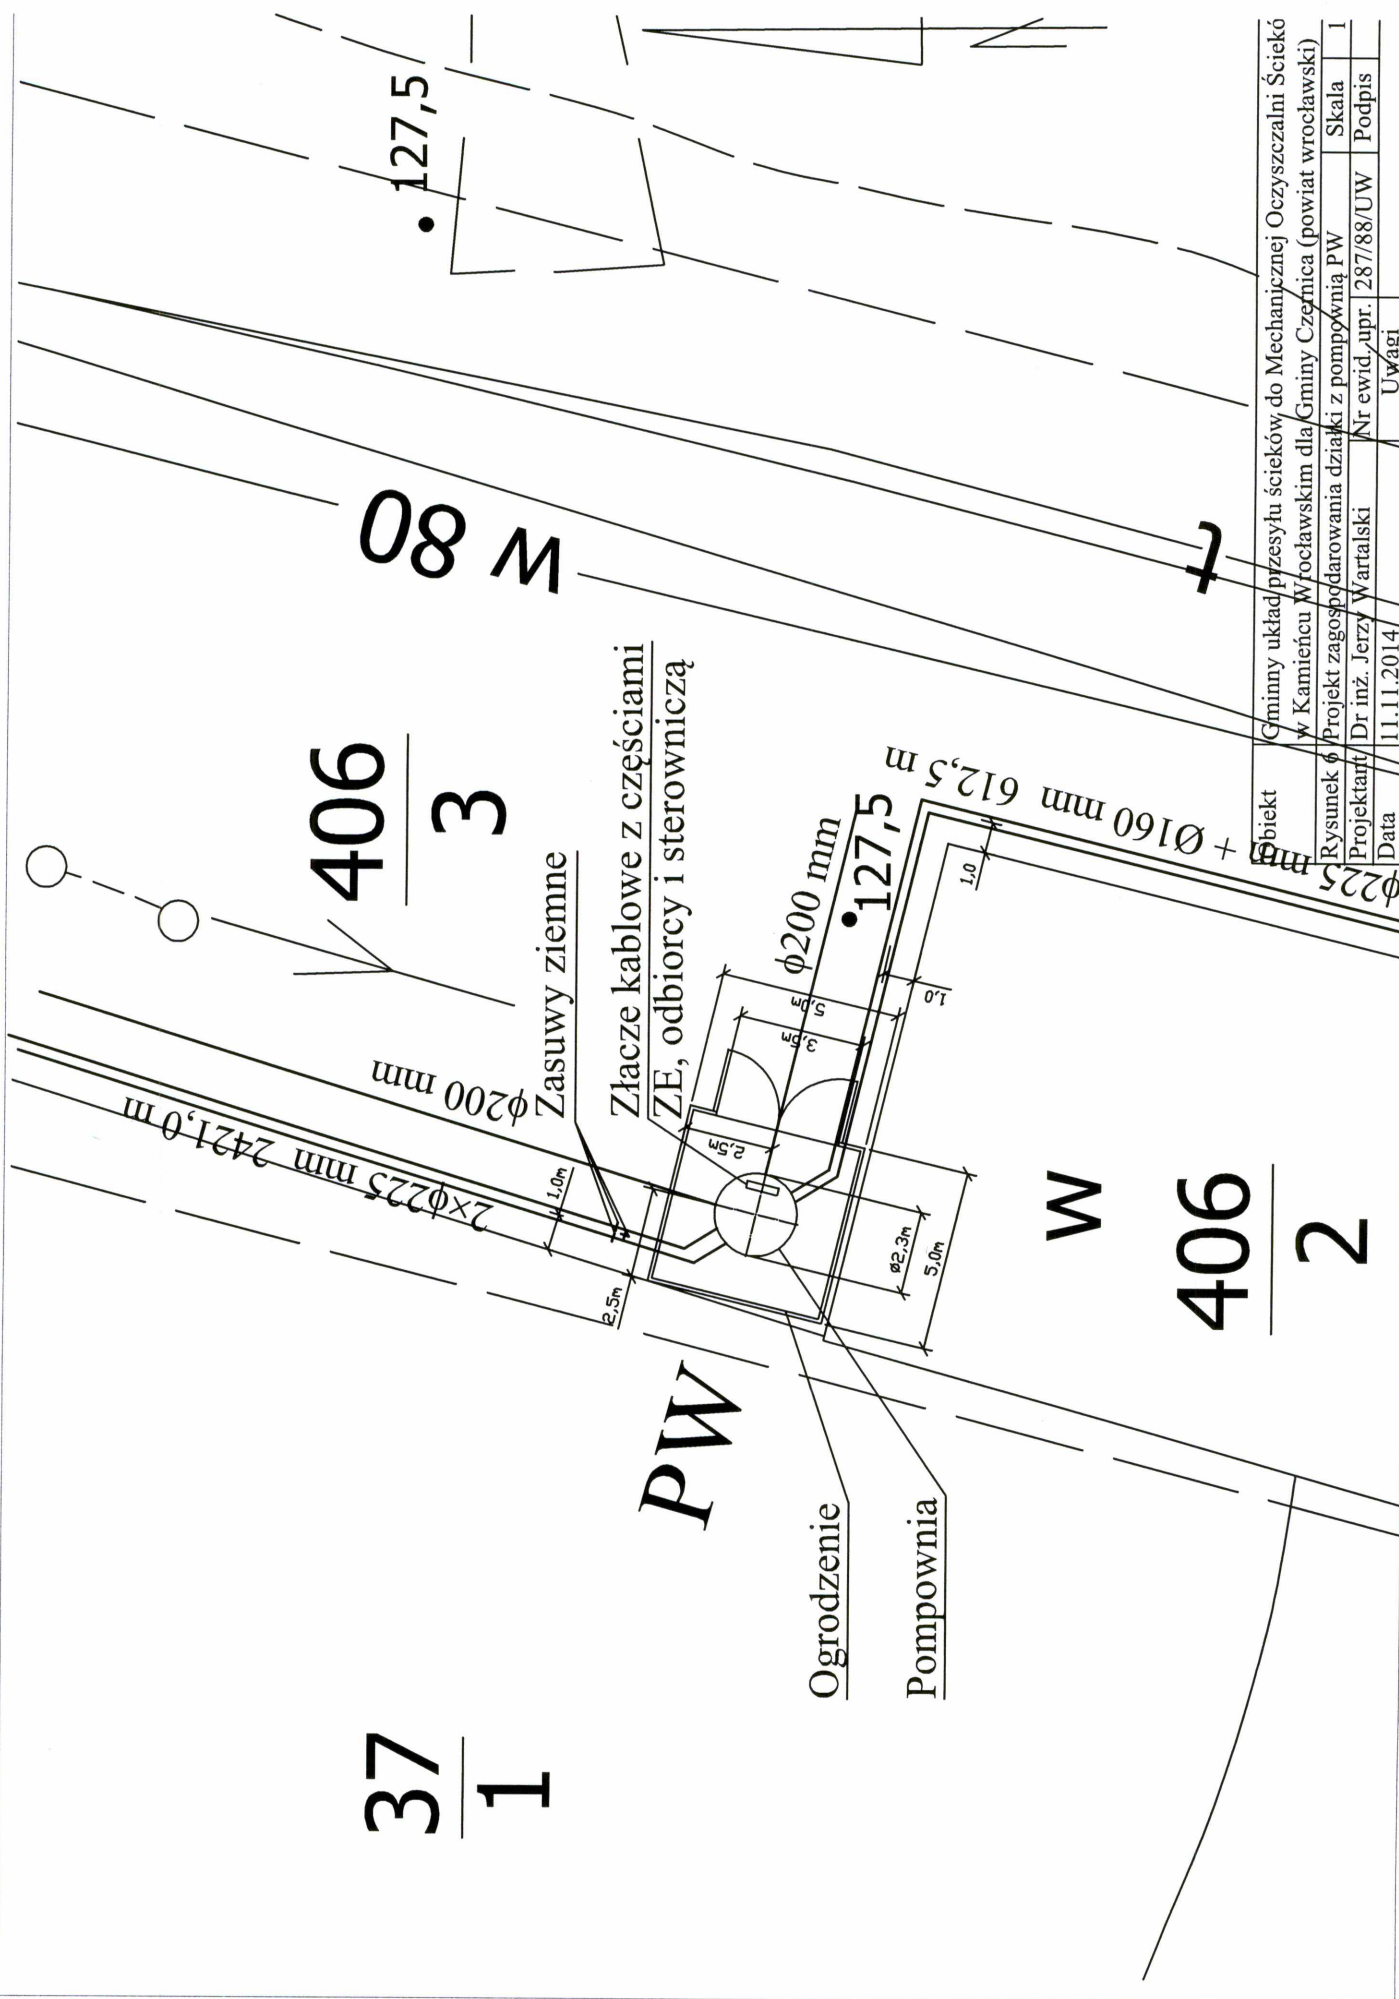 37
1
PW
Ogrodzenie
Pompownia
2×ϕ225 mm 2421,0 m
ϕ200 mm
1,0m
2,5m
Zasuwy ziemne
Złacze kablowe z częściami
ZE, odbiorcy i sterowniczą
406
3
w 80
127,5
2,5m
3,5m
5,0m
ϕ200 mm
127,5
ø2,3m
5,0m
1,0
1,0
ϕ225 mm + Ø160 mm 612,5 m
w
406
2
t
Obiekt Gminny układ przesyłu ścieków do Mechanicznej Oczyszczalni Ściekó
w Kamieńcu Wrocławskim dla Gminy Czernica (powiat wrocławski)
Rysunek 6 Projekt zagospodarowania działki z pompownią PW Skala 1
Projektant Dr inż. Jerzy Wartalski Nr ewid. upr. 287/88/UW Podpis
Data 11.11.2014 Uwagi